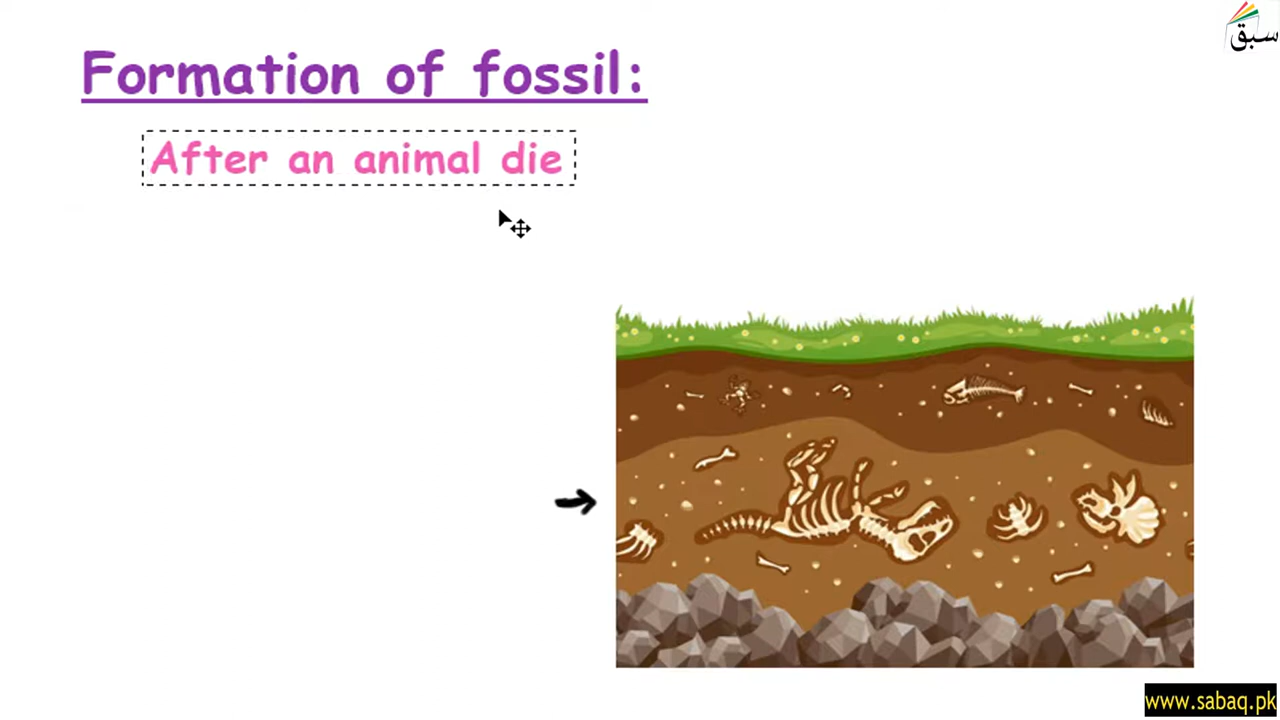 سبق
Formation of fossil:
After an animal die
www.sabaq.pk